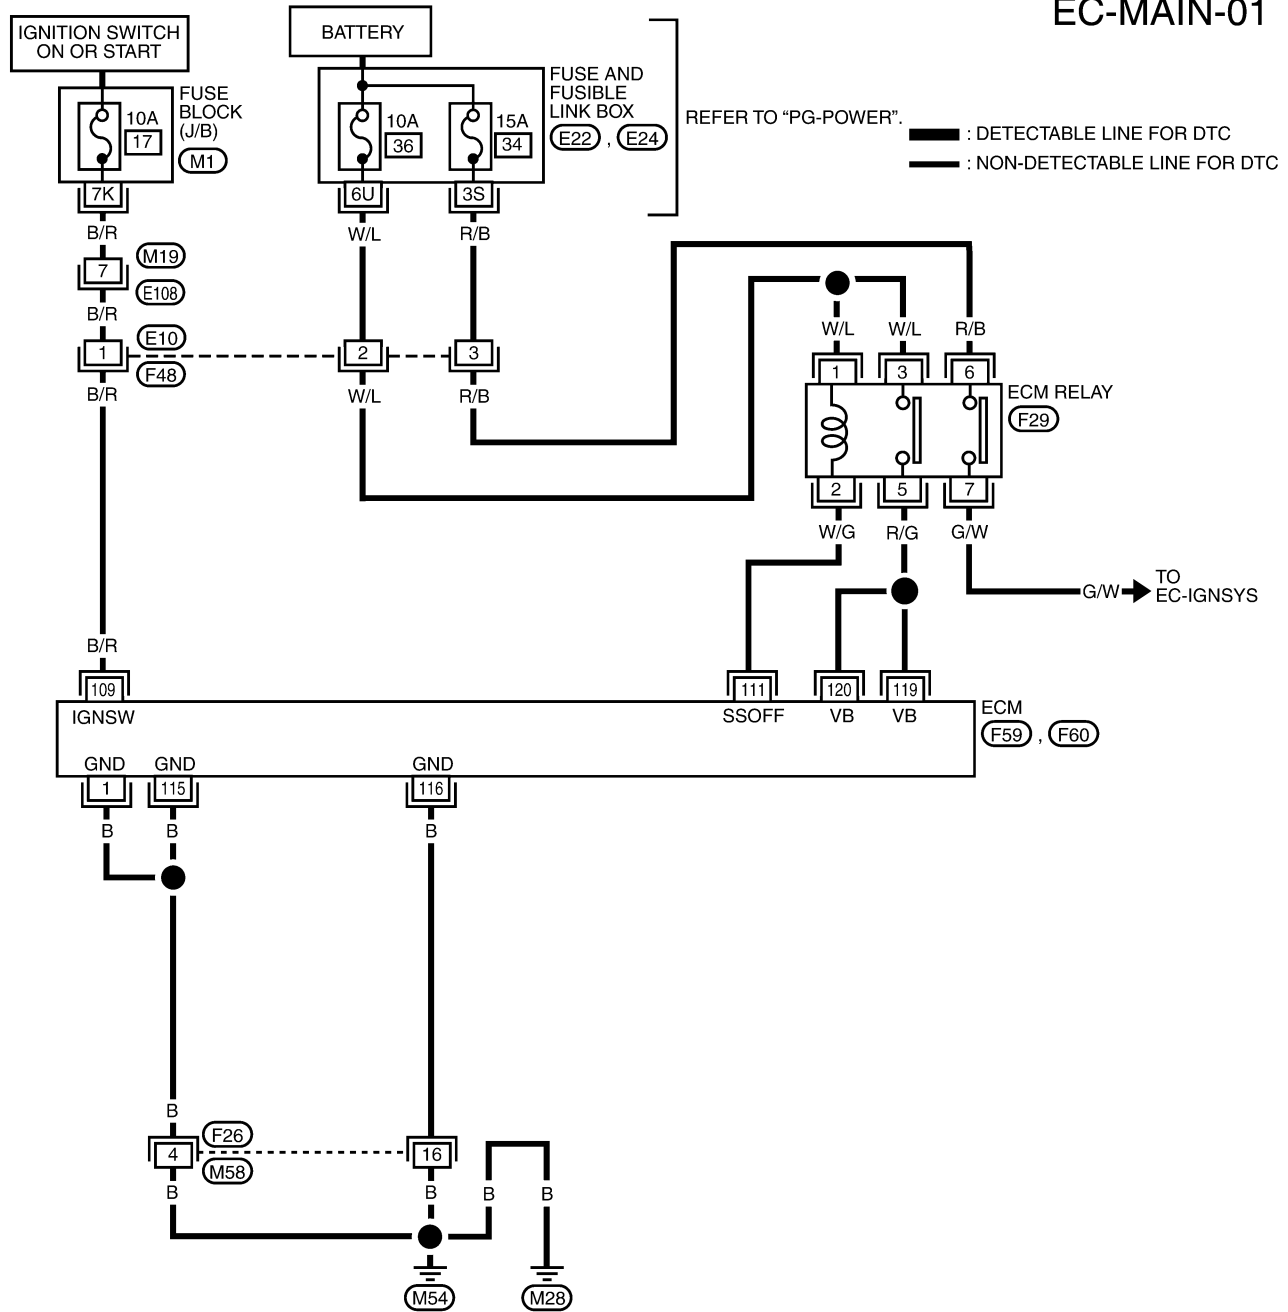 EC-MAIN-01
IGNITION SWITCH
ON OR START
BATTERY
FUSE
BLOCK
(J/B)
M1
10A
17
7K
FUSE AND
FUSIBLE
LINK BOX
E22 , E24
10A
36
15A
34
6U
3S
REFER TO “PG-POWER”.
: DETECTABLE LINE FOR DTC
: NON-DETECTABLE LINE FOR DTC
B/R
W/L
R/B
7
M19
E108
B/R
1
E10
F48
2
3
B/R
W/L
R/B
W/L
W/L
R/B
1
3
6
ECM RELAY
F29
2
5
7
W/G
R/G
G/W
G/W
TO
EC-IGNSYS
B/R
109
111
120
119
IGNSW
SSOFF
VB
VB
ECM
F59 , F60
GND
GND
GND
1
115
116
B
B
B
B
F26
4
16
M58
B
B
B
B
M54
M28